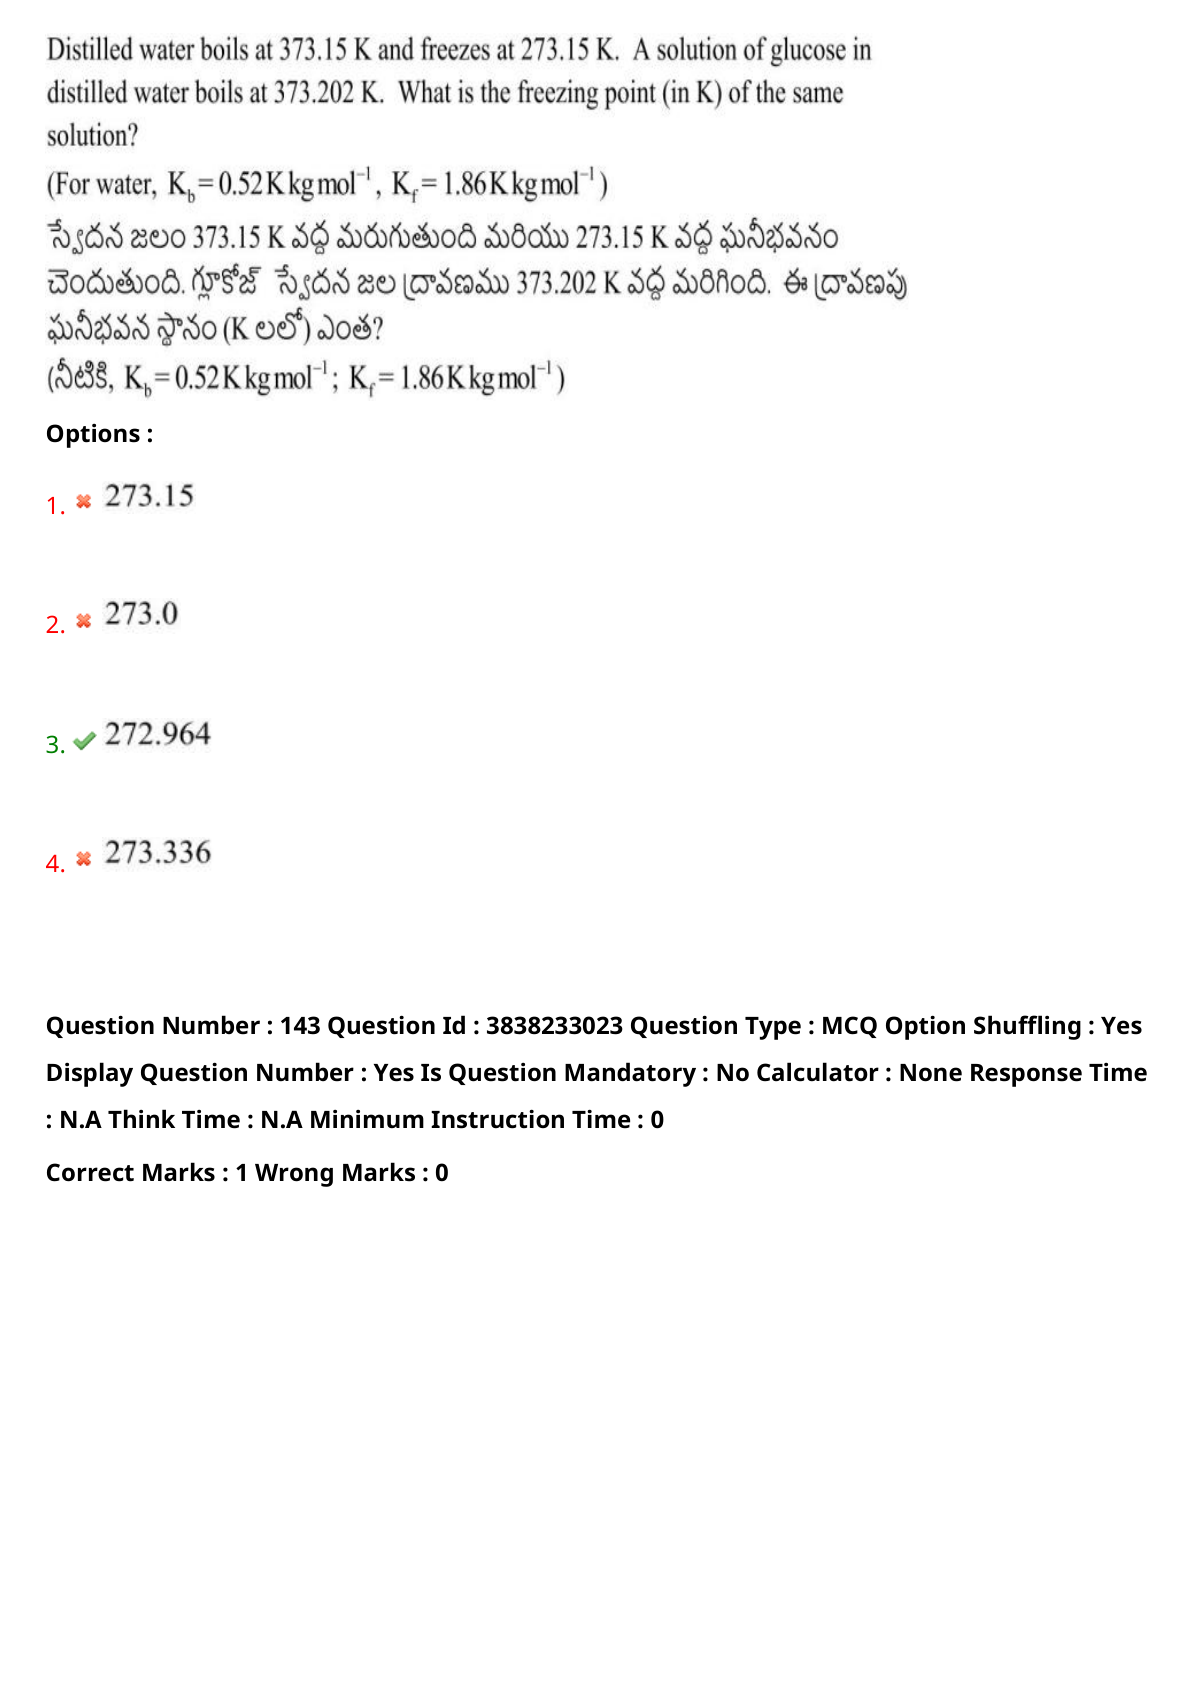 Distilled water boils at 373.15 K and freezes at 273.15 K. A solution of glucose in
distilled water boils at 373.202 K. What is the freezing point (in K) of the same
solution?
(For water, K_b = 0.52 K kg mol⁻¹, K_f = 1.86 K kg mol⁻¹)
స్వేదన జలం 373.15 K వద్ద మరుగుతుంది మరియు 273.15 K వద్ద ఘనీభవనం
చెందుతుంది. గ్లూకోజ్ స్వేదన జల ద్రావణము 373.202 K వద్ద మరిగింది. ఈ ద్రావణపు
ఘనీభవన స్థానం (K లలో) ఎంత?
(నీటికి, K_b = 0.52 K kg mol⁻¹; K_f = 1.86 K kg mol⁻¹)
Options :
1. 273.15
2. 273.0
3. 272.964
4. 273.336
Question Number : 143 Question Id : 3838233023 Question Type : MCQ Option Shuffling : Yes
Display Question Number : Yes Is Question Mandatory : No Calculator : None Response Time
: N.A Think Time : N.A Minimum Instruction Time : 0
Correct Marks : 1 Wrong Marks : 0